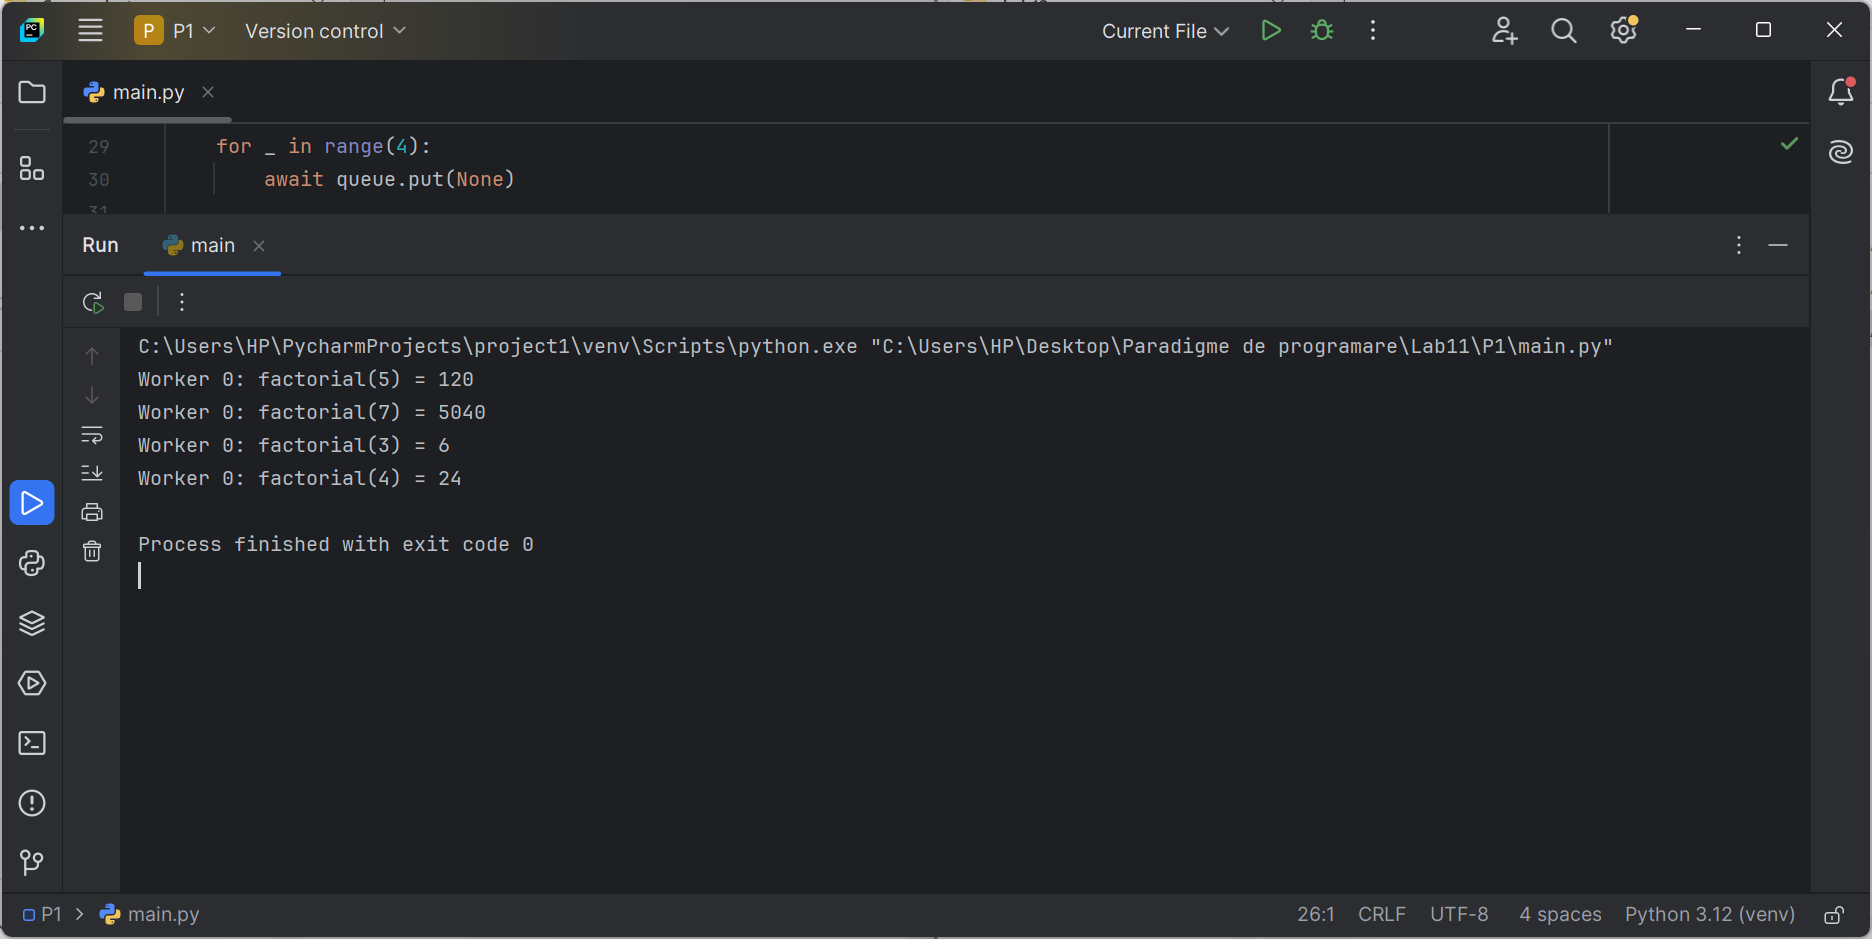 P P1 Version control Current File
main.py
29 for _ in range(4):
30 await queue.put(None)
31
Run main
C:\Users\HP\PycharmProjects\project1\venv\Scripts\python.exe "C:\Users\HP\Desktop\Paradigme de programare\Lab11\P1\main.py"
Worker 0: factorial(5) = 120
Worker 0: factorial(7) = 5040
Worker 0: factorial(3) = 6
Worker 0: factorial(4) = 24
Process finished with exit code 0
P1 > main.py 26:1 CRLF UTF-8 4 spaces Python 3.12 (venv)